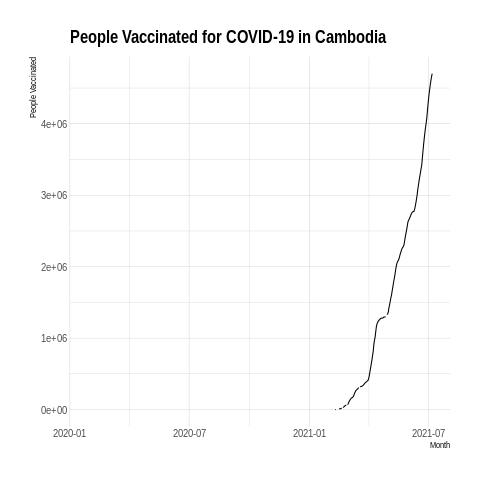 People Vaccinated for COVID-19 in Cambodia
People Vaccinated
4e+06
3e+06
2e+06
1e+06
0e+00
2020-01 2020-07 2021-01 2021-07
Month